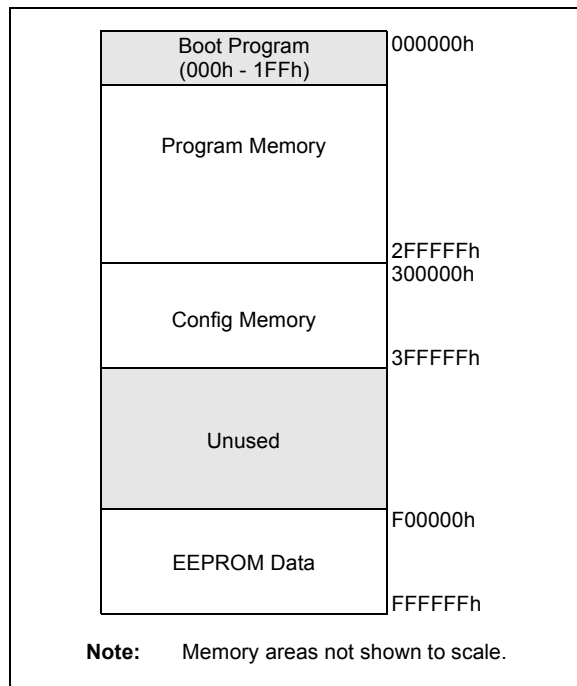 Boot Program
(000h - 1FFh)
000000h
Program Memory
2FFFFFh
300000h
Config Memory
3FFFFFh
Unused
F00000h
EEPROM Data
FFFFFFh
Note: Memory areas not shown to scale.